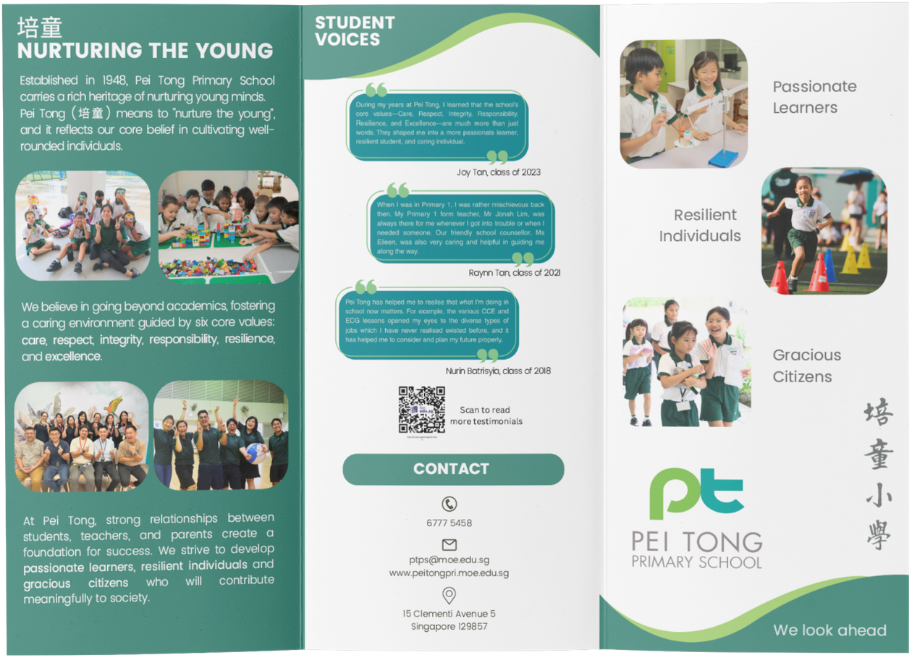 培童
NURTURING THE YOUNG
Established in 1948, Pei Tong Primary School
carries a rich heritage of nurturing young minds.
Pei Tong (培童) means to "nurture the young",
and it reflects our core belief in cultivating well-
rounded individuals.
We believe in going beyond academics, fostering
a caring environment guided by six core values:
care, respect, integrity, responsibility, resilience,
and excellence.
At Pei Tong, strong relationships between
students, teachers, and parents create a
foundation for success. We strive to develop
passionate learners, resilient individuals and
gracious citizens who will contribute
meaningfully to society.
STUDENT
VOICES
During my years at Pei Tong, I learned that the school's
core values—Care, Respect, Integrity, Responsibility,
Resilience, and Excellence—are much more than just
words. They shaped me into a more passionate learner,
resilient student, and caring individual.
Joy Tan, class of 2023
When I was in Primary 1, I was rather mischievous back
then. My Primary 1 form teacher, Mr Jonah Lim, was
always there for me whenever I got into trouble or when I
needed someone. Our friendly school counsellor, Ms
Eileen, was also very caring and helpful in guiding me
along the way.
Raynn Tan, class of 2021
Pei Tong has helped me to realise that what I'm doing in
school now matters. For example, the various CCE and
ECG lessons opened my eyes to the diverse types of
jobs which I have never realised existed before, and it
has helped me to consider and plan my future properly.
Nurin Batrisyia, class of 2018
Scan to read
more testimonials
CONTACT
6777 5458
ptps@moe.edu.sg
www.peitongpri.moe.edu.sg
15 Clementi Avenue 5
Singapore 129857
Passionate
Learners
Resilient
Individuals
Gracious
Citizens
培童小學
pt
PEI TONG
PRIMARY SCHOOL
We look ahead